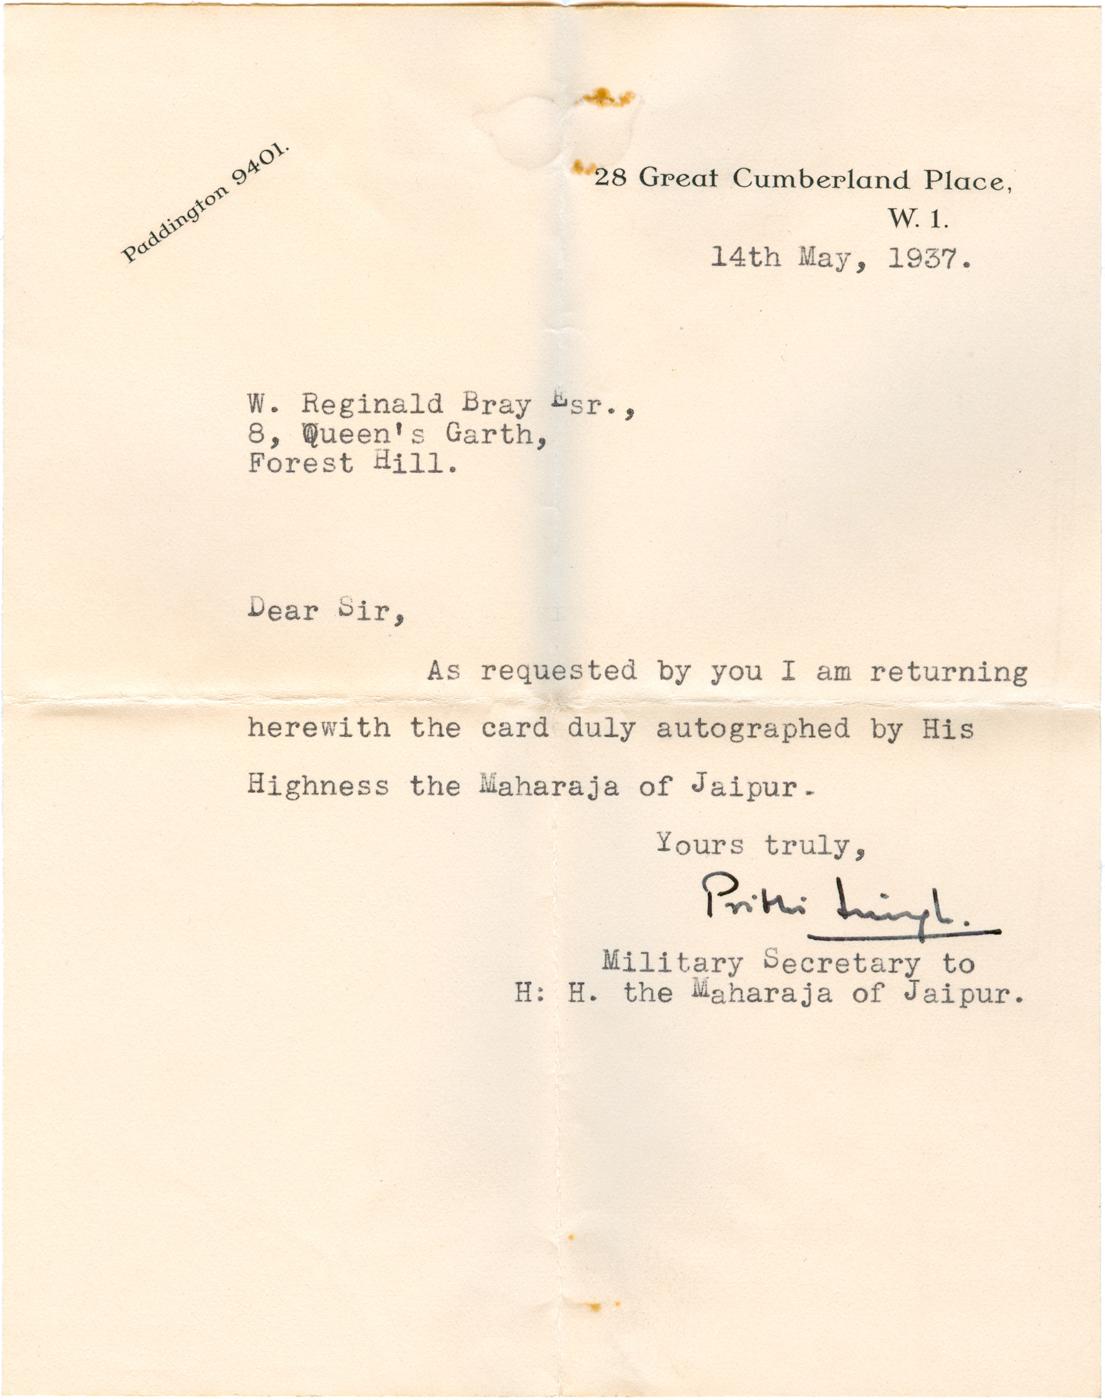 Paddington 9401.
28 Great Cumberland Place,
W. 1.
14th May, 1937.
W. Reginald Bray Esr.,
8, Queen's Garth,
Forest Hill.
Dear Sir,
As requested by you I am returning
herewith the card duly autographed by His
Highness the Maharaja of Jaipur.
Yours truly,
Prithi Singh.
Military Secretary to
H: H. the Maharaja of Jaipur.